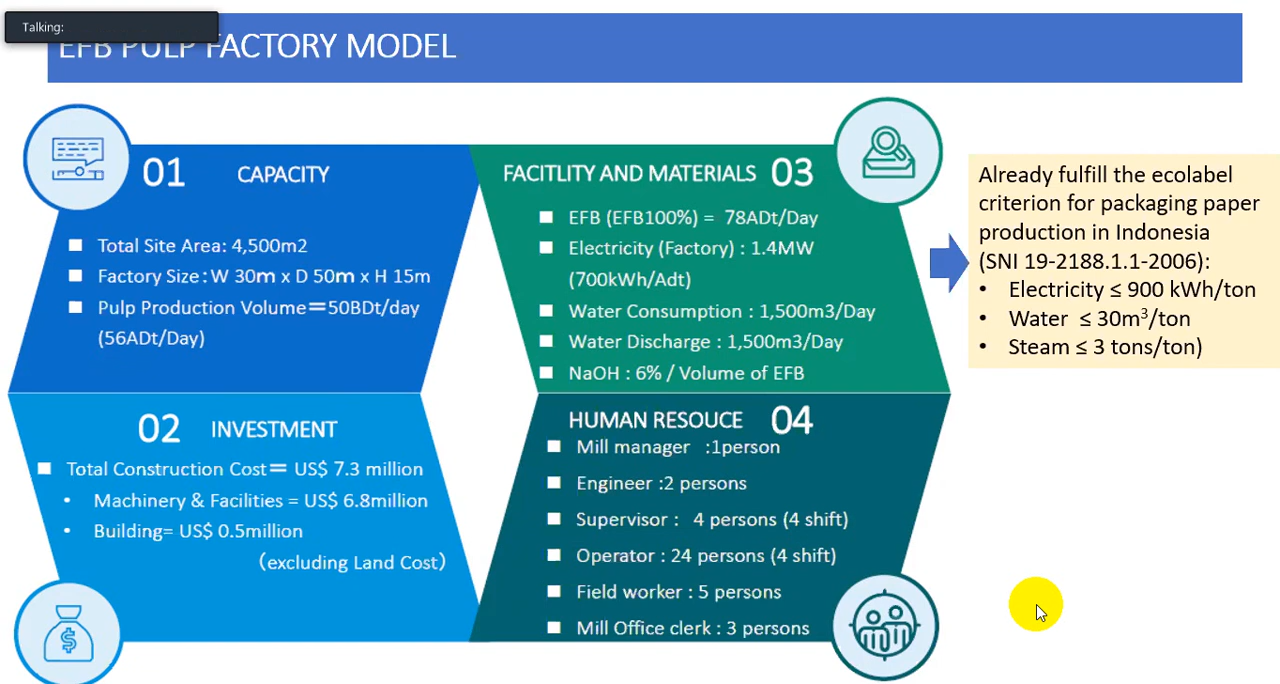 Talking:
EFB PULP FACTORY MODEL
01 CAPACITY
Total Site Area: 4,500m2
Factory Size：W 30m x D 50m x H 15m
Pulp Production Volume＝50BDt/day
(56ADt/Day)
02 INVESTMENT
Total Construction Cost＝ US$ 7.3 million
Machinery & Facilities = US$ 6.8million
Building= US$ 0.5million
（excluding Land Cost）
FACITLITY AND MATERIALS 03
EFB (EFB100%) = 78ADt/Day
Electricity (Factory) : 1.4MW
(700kWh/Adt)
Water Consumption : 1,500m3/Day
Water Discharge : 1,500m3/Day
NaOH : 6% / Volume of EFB
HUMAN RESOUCE 04
Mill manager :1person
Engineer :2 persons
Supervisor : 4 persons (4 shift)
Operator : 24 persons (4 shift)
Field worker : 5 persons
Mill Office clerk : 3 persons
Already fulfill the ecolabel
criterion for packaging paper
production in Indonesia
(SNI 19-2188.1.1-2006):
• Electricity ≤ 900 kWh/ton
• Water ≤ 30m³/ton
• Steam ≤ 3 tons/ton)